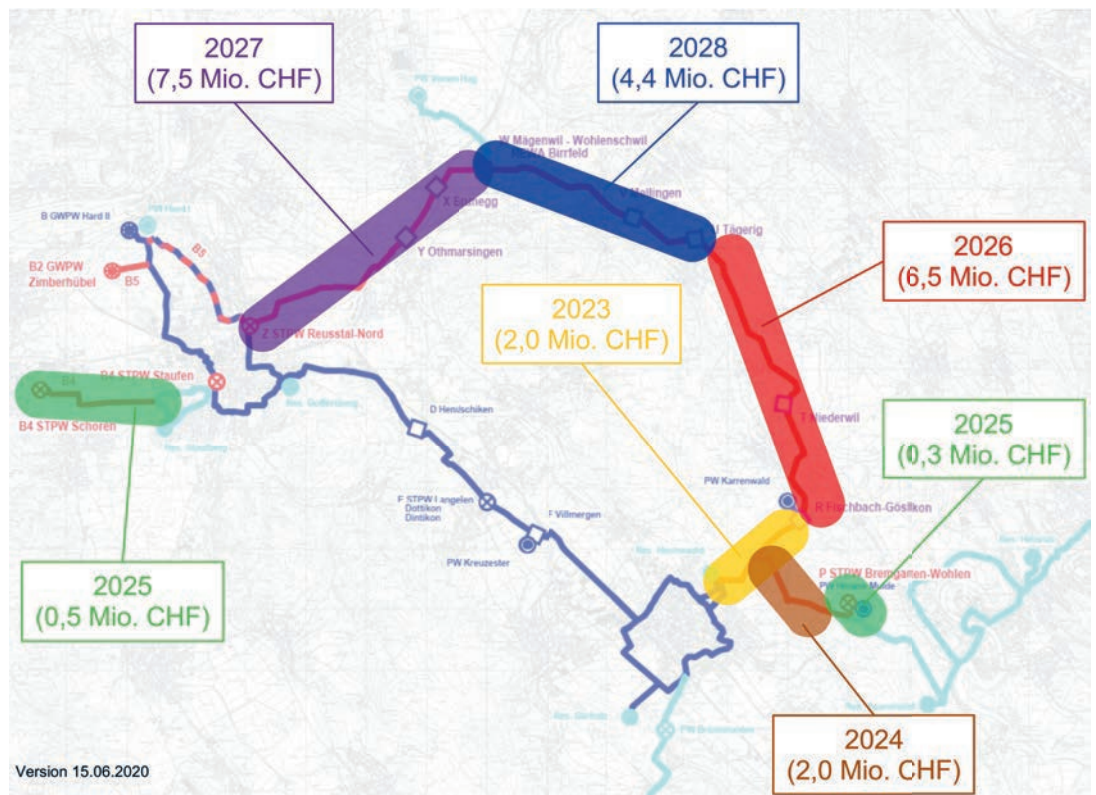 2027
(7,5 Mio. CHF)
2028
(4,4 Mio. CHF)
W Mägenwil - Wohlenschwil
REWA Birrfeld
V Mellingen
U Tägerig
Y Othmarsingen
B GWPW Hard II
B5
B2 GWPW
Zimberhübel
B5
Z STPW Reusstal-Nord
2026
(6,5 Mio. CHF)
2023
(2,0 Mio. CHF)
B4 STPW Staufen
B4
B4 STPW Schoren
D Hendschiken
T Niederwil
2025
(0,3 Mio. CHF)
PW Karrenwald
E STPW Langelen
Dottikon
Dintikon
F Villmergen
R Fischbach-Göslikon
PW Kreuzester
2025
(0,5 Mio. CHF)
P STPW Bremgarten-Wohlen
2024
(2,0 Mio. CHF)
Version 15.06.2020